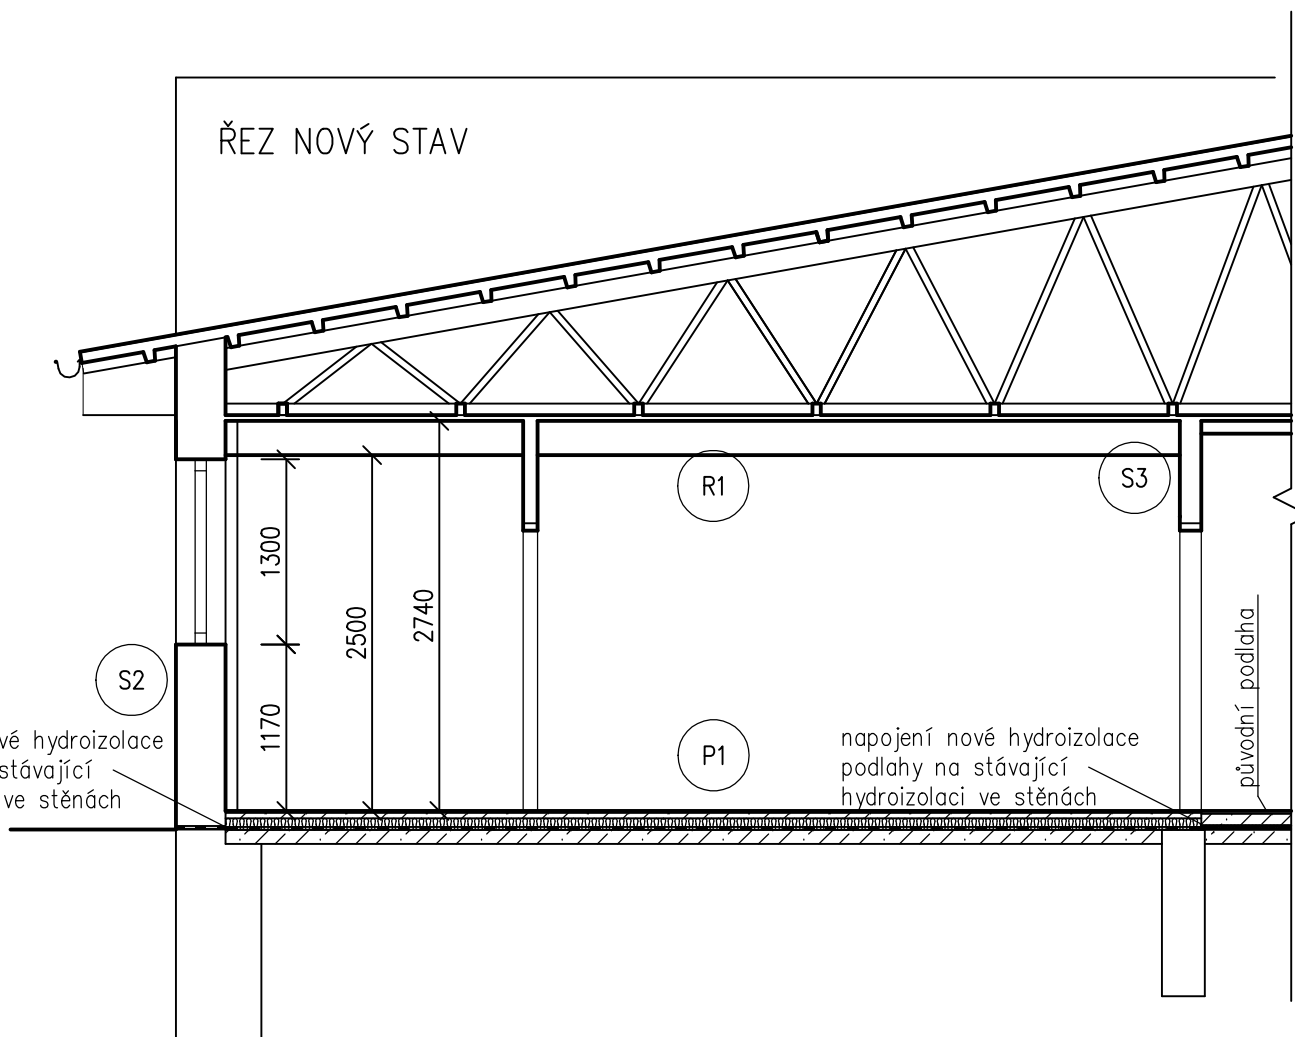 ŘEZ NOVÝ STAV
R1
S3
1300
2500
2740
S2
1170
P1
vé hydroizolace
stávající
ve stěnách
napojení nové hydroizolace
podlahy na stávající
hydroizolaci ve stěnách
původní podlaha